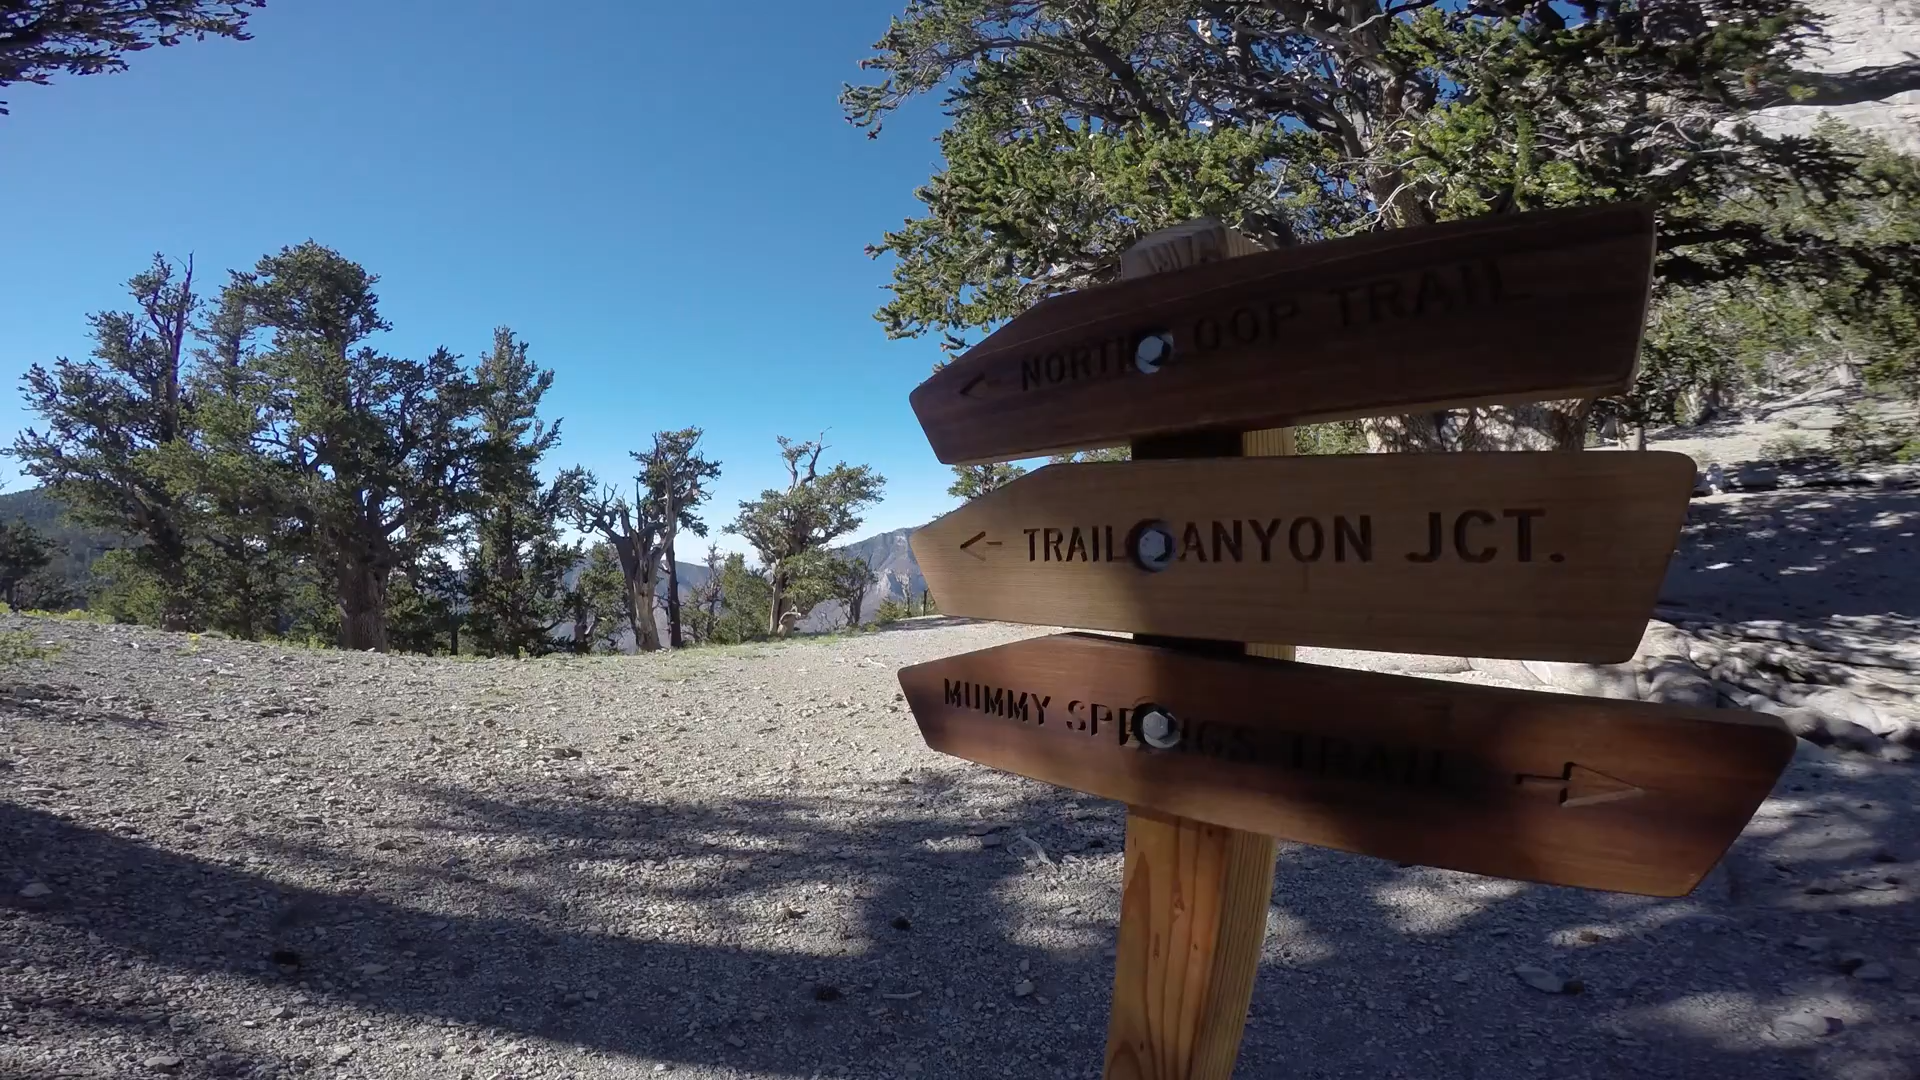 <- NORTH LOOP TRAIL
<- TRAIL CANYON JCT.
MUMMY SPRINGS TRAIL ->